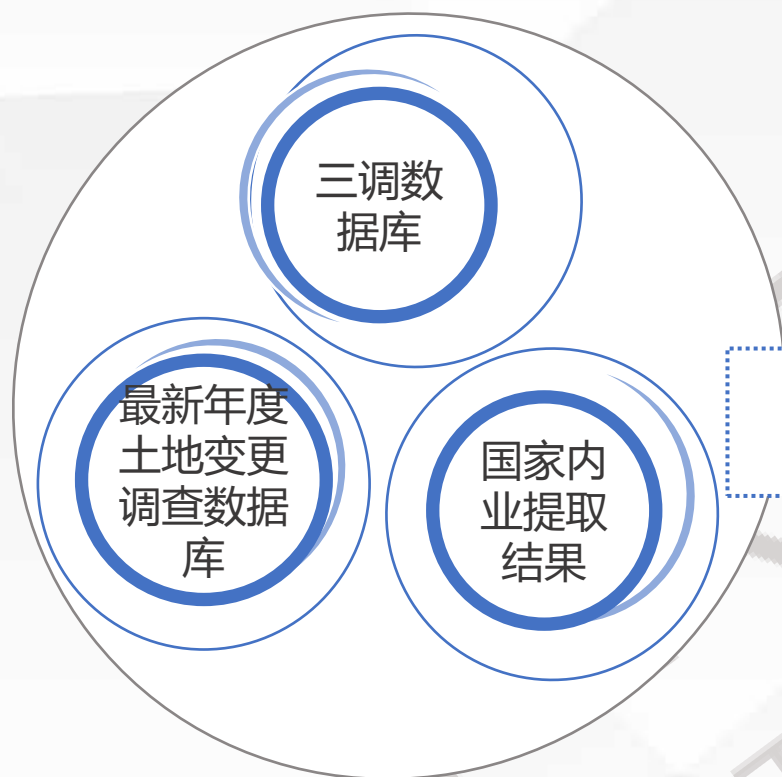 三调数
据库
最新年度
土地变更
调查数据
库
国家内
业提取
结果